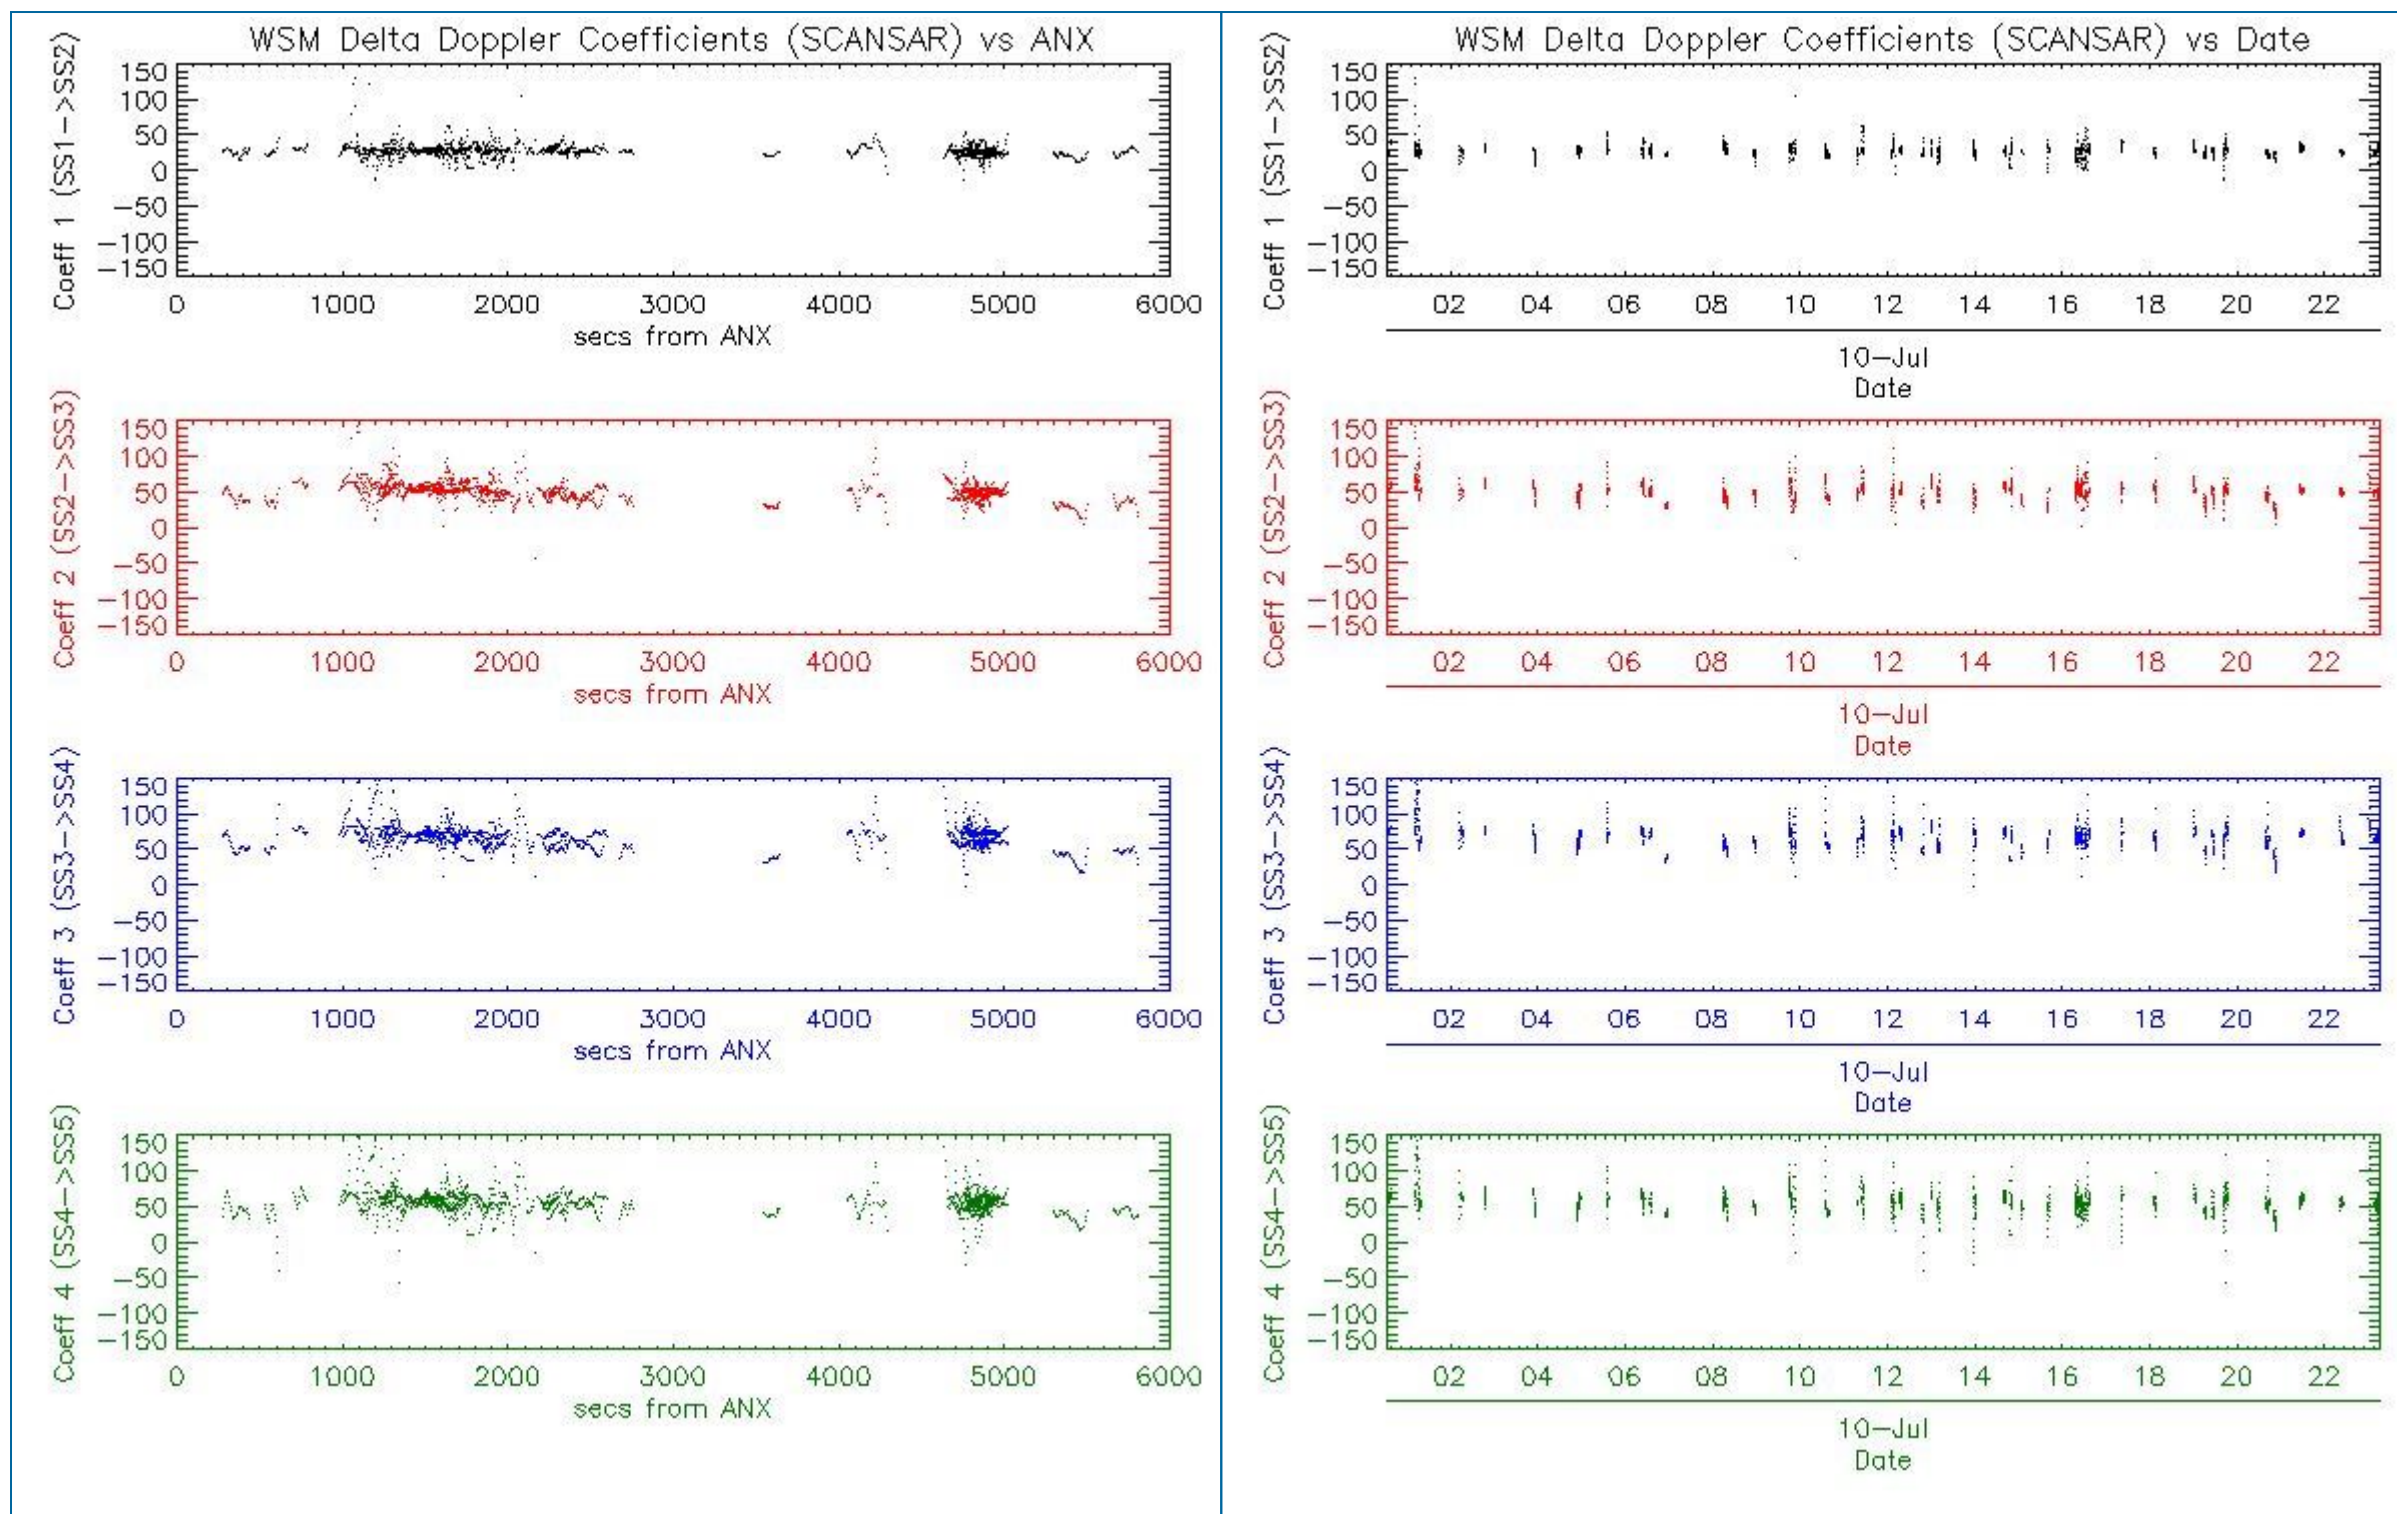 WSM Delta Doppler Coefficients (SCANSAR) vs ANX
Coeff 1 (SS1->SS2)
150
100
50
0
-50
-100
-150
0 1000 2000 3000 4000 5000 6000
secs from ANX
Coeff 2 (SS2->SS3)
150
100
50
0
-50
-100
-150
0 1000 2000 3000 4000 5000 6000
secs from ANX
Coeff 3 (SS3->SS4)
150
100
50
0
-50
-100
-150
0 1000 2000 3000 4000 5000 6000
secs from ANX
Coeff 4 (SS4->SS5)
150
100
50
0
-50
-100
-150
0 1000 2000 3000 4000 5000 6000
secs from ANX
WSM Delta Doppler Coefficients (SCANSAR) vs Date
Coeff 1 (SS1->SS2)
150
100
50
0
-50
-100
-150
02 04 06 08 10 12 14 16 18 20 22
10-Jul
Date
Coeff 2 (SS2->SS3)
150
100
50
0
-50
-100
-150
02 04 06 08 10 12 14 16 18 20 22
10-Jul
Date
Coeff 3 (SS3->SS4)
150
100
50
0
-50
-100
-150
02 04 06 08 10 12 14 16 18 20 22
10-Jul
Date
Coeff 4 (SS4->SS5)
150
100
50
0
-50
-100
-150
02 04 06 08 10 12 14 16 18 20 22
10-Jul
Date